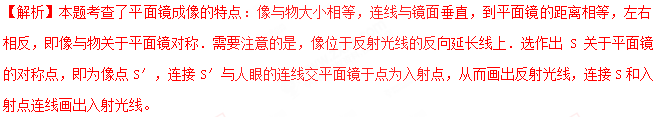 【解析】本题考查了平面镜成像的特点：像与物大小相等，连线与镜面垂直，到平面镜的距离相等，左右
相反，即像与物关于平面镜对称．需要注意的是，像位于反射光线的反向延长线上．选作出 S 关于平面镜
的对称点，即为像点 S′，连接 S′与人眼的连线交平面镜于点为入射点，从而画出反射光线，连接 S 和入
射点连线画出入射光线。